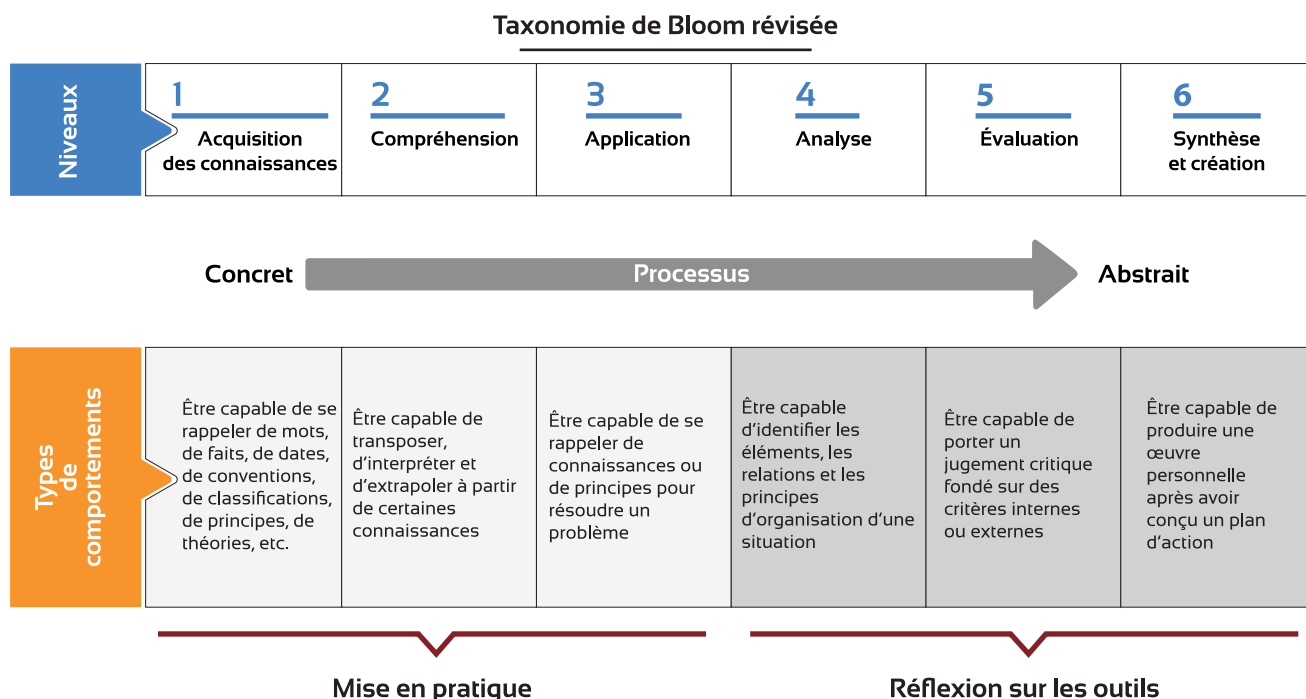 Taxonomie de Bloom révisée
Niveaux
1
Acquisition
des connaissances
2
Compréhension
3
Application
4
Analyse
5
Évaluation
6
Synthèse
et création
Concret
Processus
Abstrait
Types
de
comportements
Être capable de se
rappeler de mots,
de faits, de dates,
de conventions,
de classifications,
de principes, de
théories, etc.
Être capable de
transposer,
d'interpréter et
d'extrapoler à partir
de certaines
connaissances
Être capable de se
rappeler de
connaissances ou
de principes pour
résoudre un
problème
Être capable
d'identifier les
éléments, les
relations et les
principes
d'organisation d'une
situation
Être capable de
porter un
jugement critique
fondé sur des
critères internes
ou externes
Être capable de
produire une
œuvre
personnelle
après avoir
conçu un plan
d'action
Mise en pratique
Réflexion sur les outils